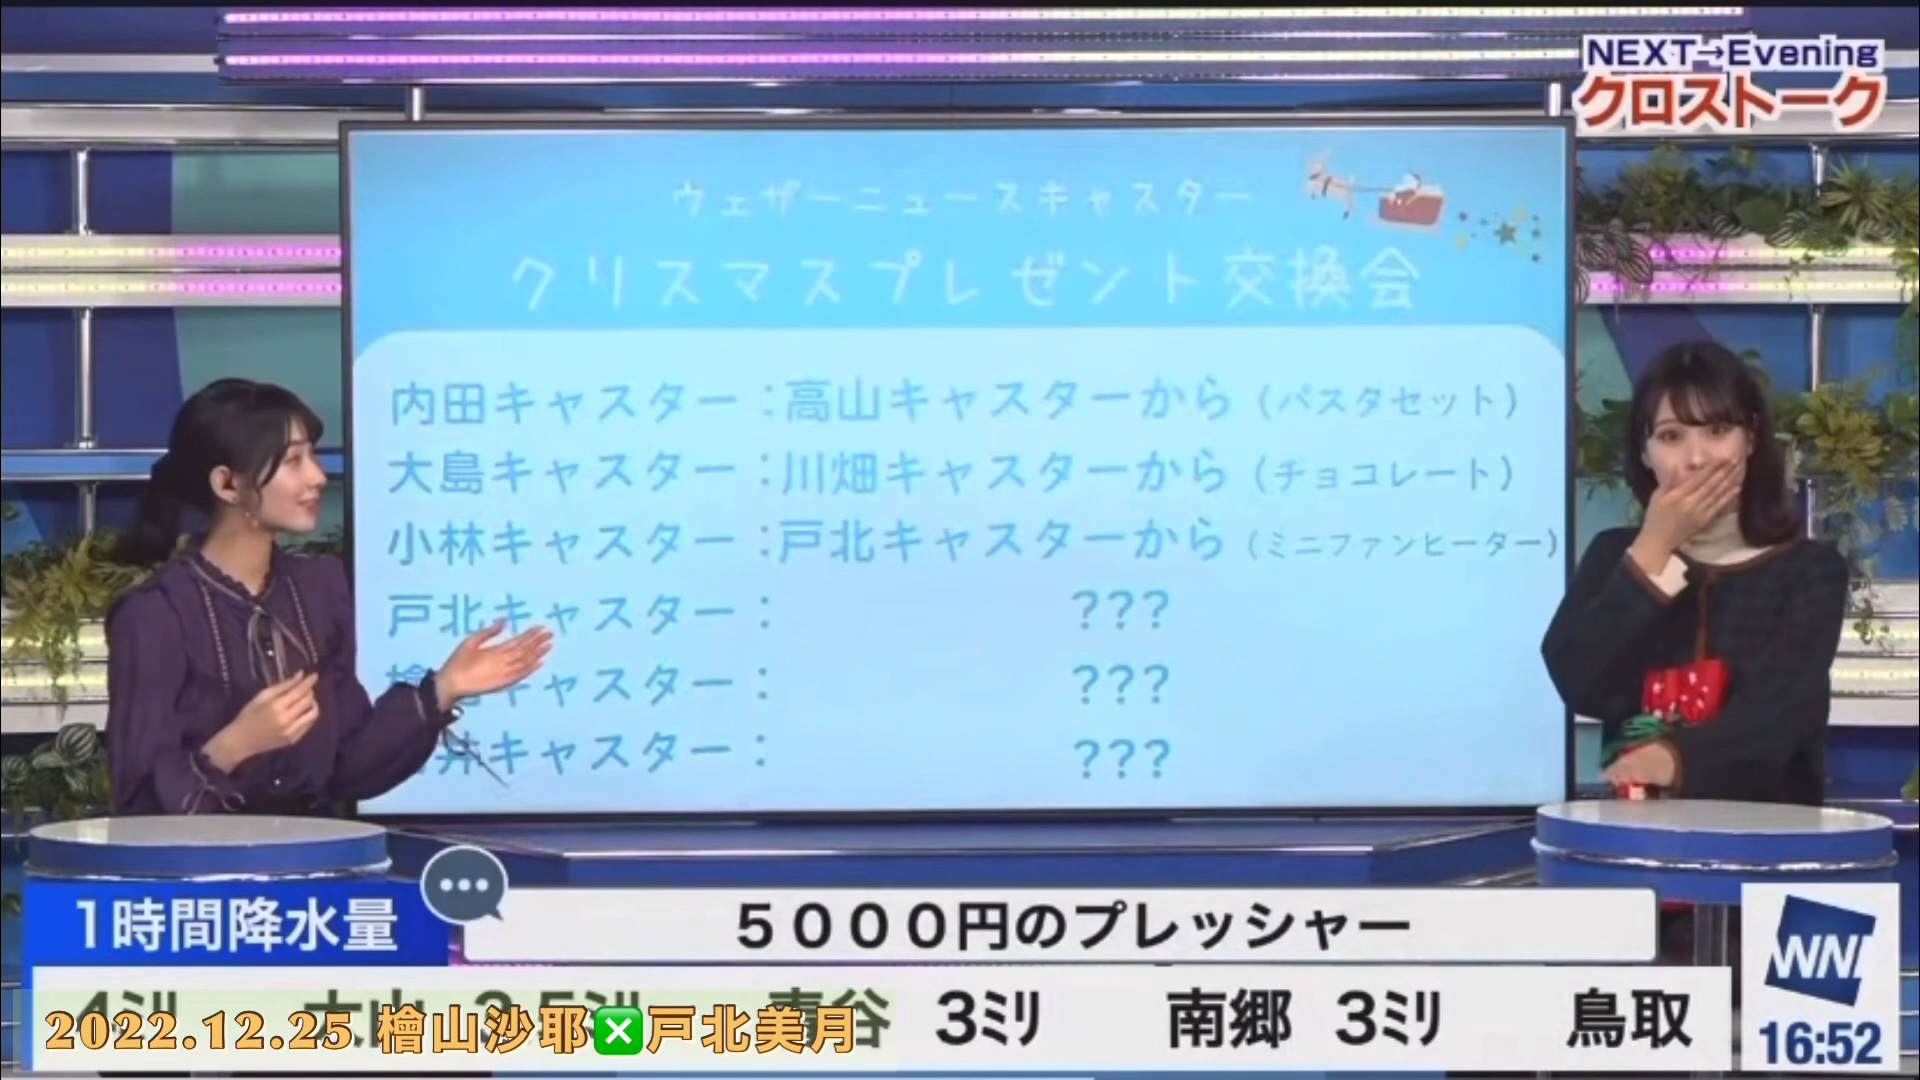 NEXT→Evening
クロストーク
ウェザーニュースキャスター
クリスマスプレゼント交換会
内田キャスター：高山キャスターから（パスタセット）
大島キャスター：川畑キャスターから（チョコレート）
小林キャスター：戸北キャスターから（ミニファンヒーター）
戸北キャスター： ???
キャスター： ???
井キャスター： ???
1時間降水量
5000円のプレッシャー
3ミリ 南郷 3ミリ 鳥取
2022.12.25 檜山沙耶❎戸北美月
WNI
16:52